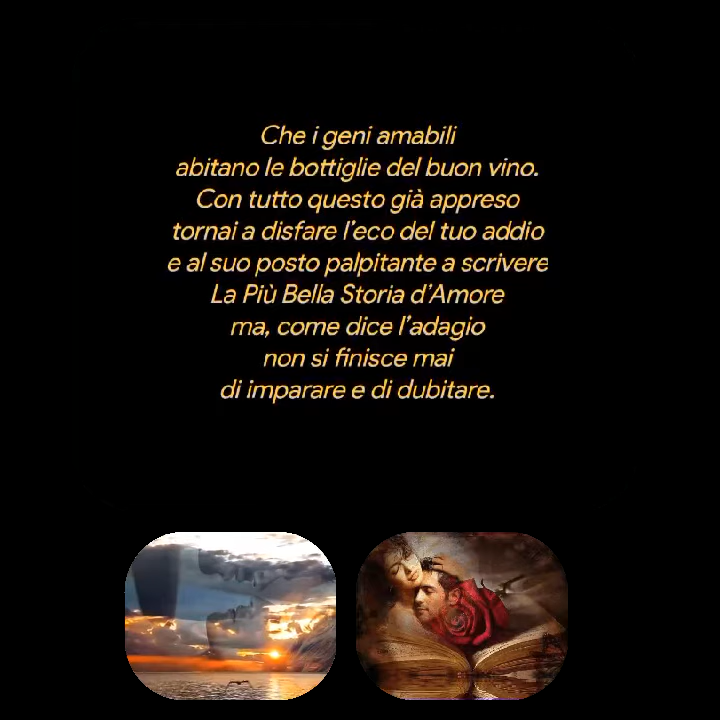 Che i geni amabili
abitano le bottiglie del buon vino.
Con tutto questo già appreso
tornai a disfare l'eco del tuo addio
e al suo posto palpitante a scrivere
La Più Bella Storia d'Amore
ma, come dice l'adagio
non si finisce mai
di imparare e di dubitare.